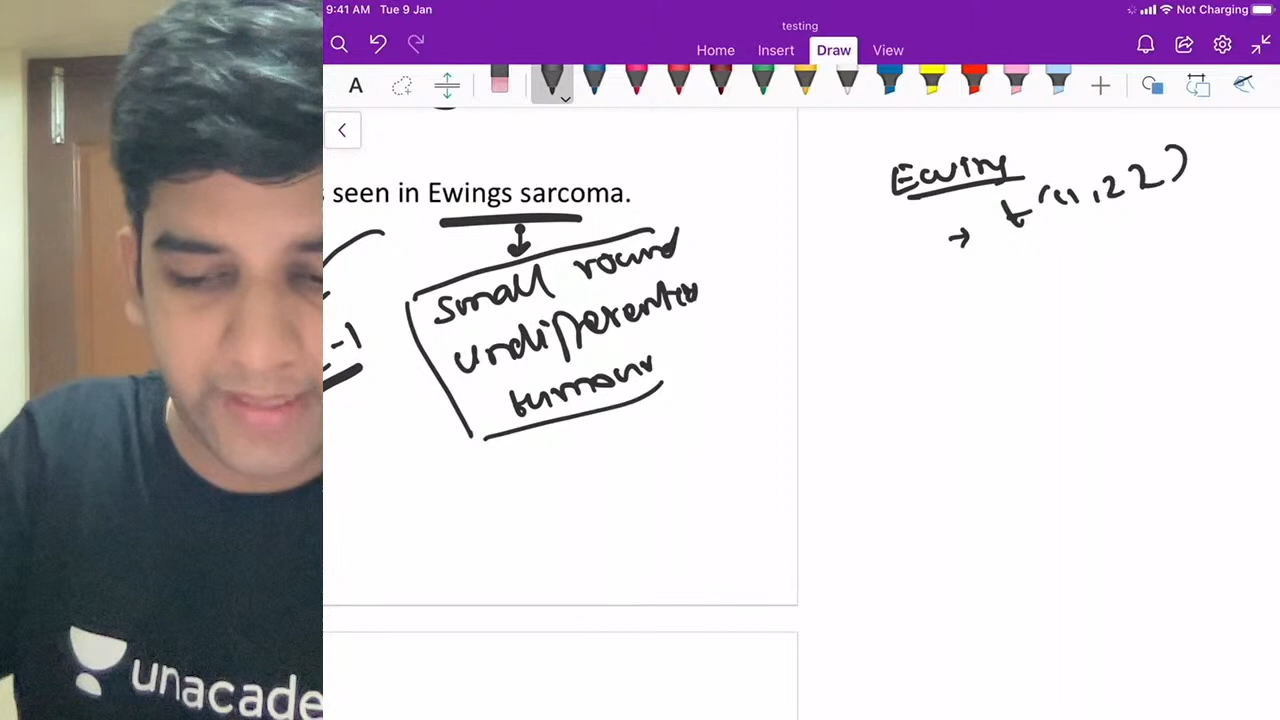 9:41 AM Tue 9 Jan
Not Charging
testing
Home Insert Draw View
A
seen in Ewings sarcoma.
Ewing
t (11,22)
small round
undifferentia
tumour
-1
unacade